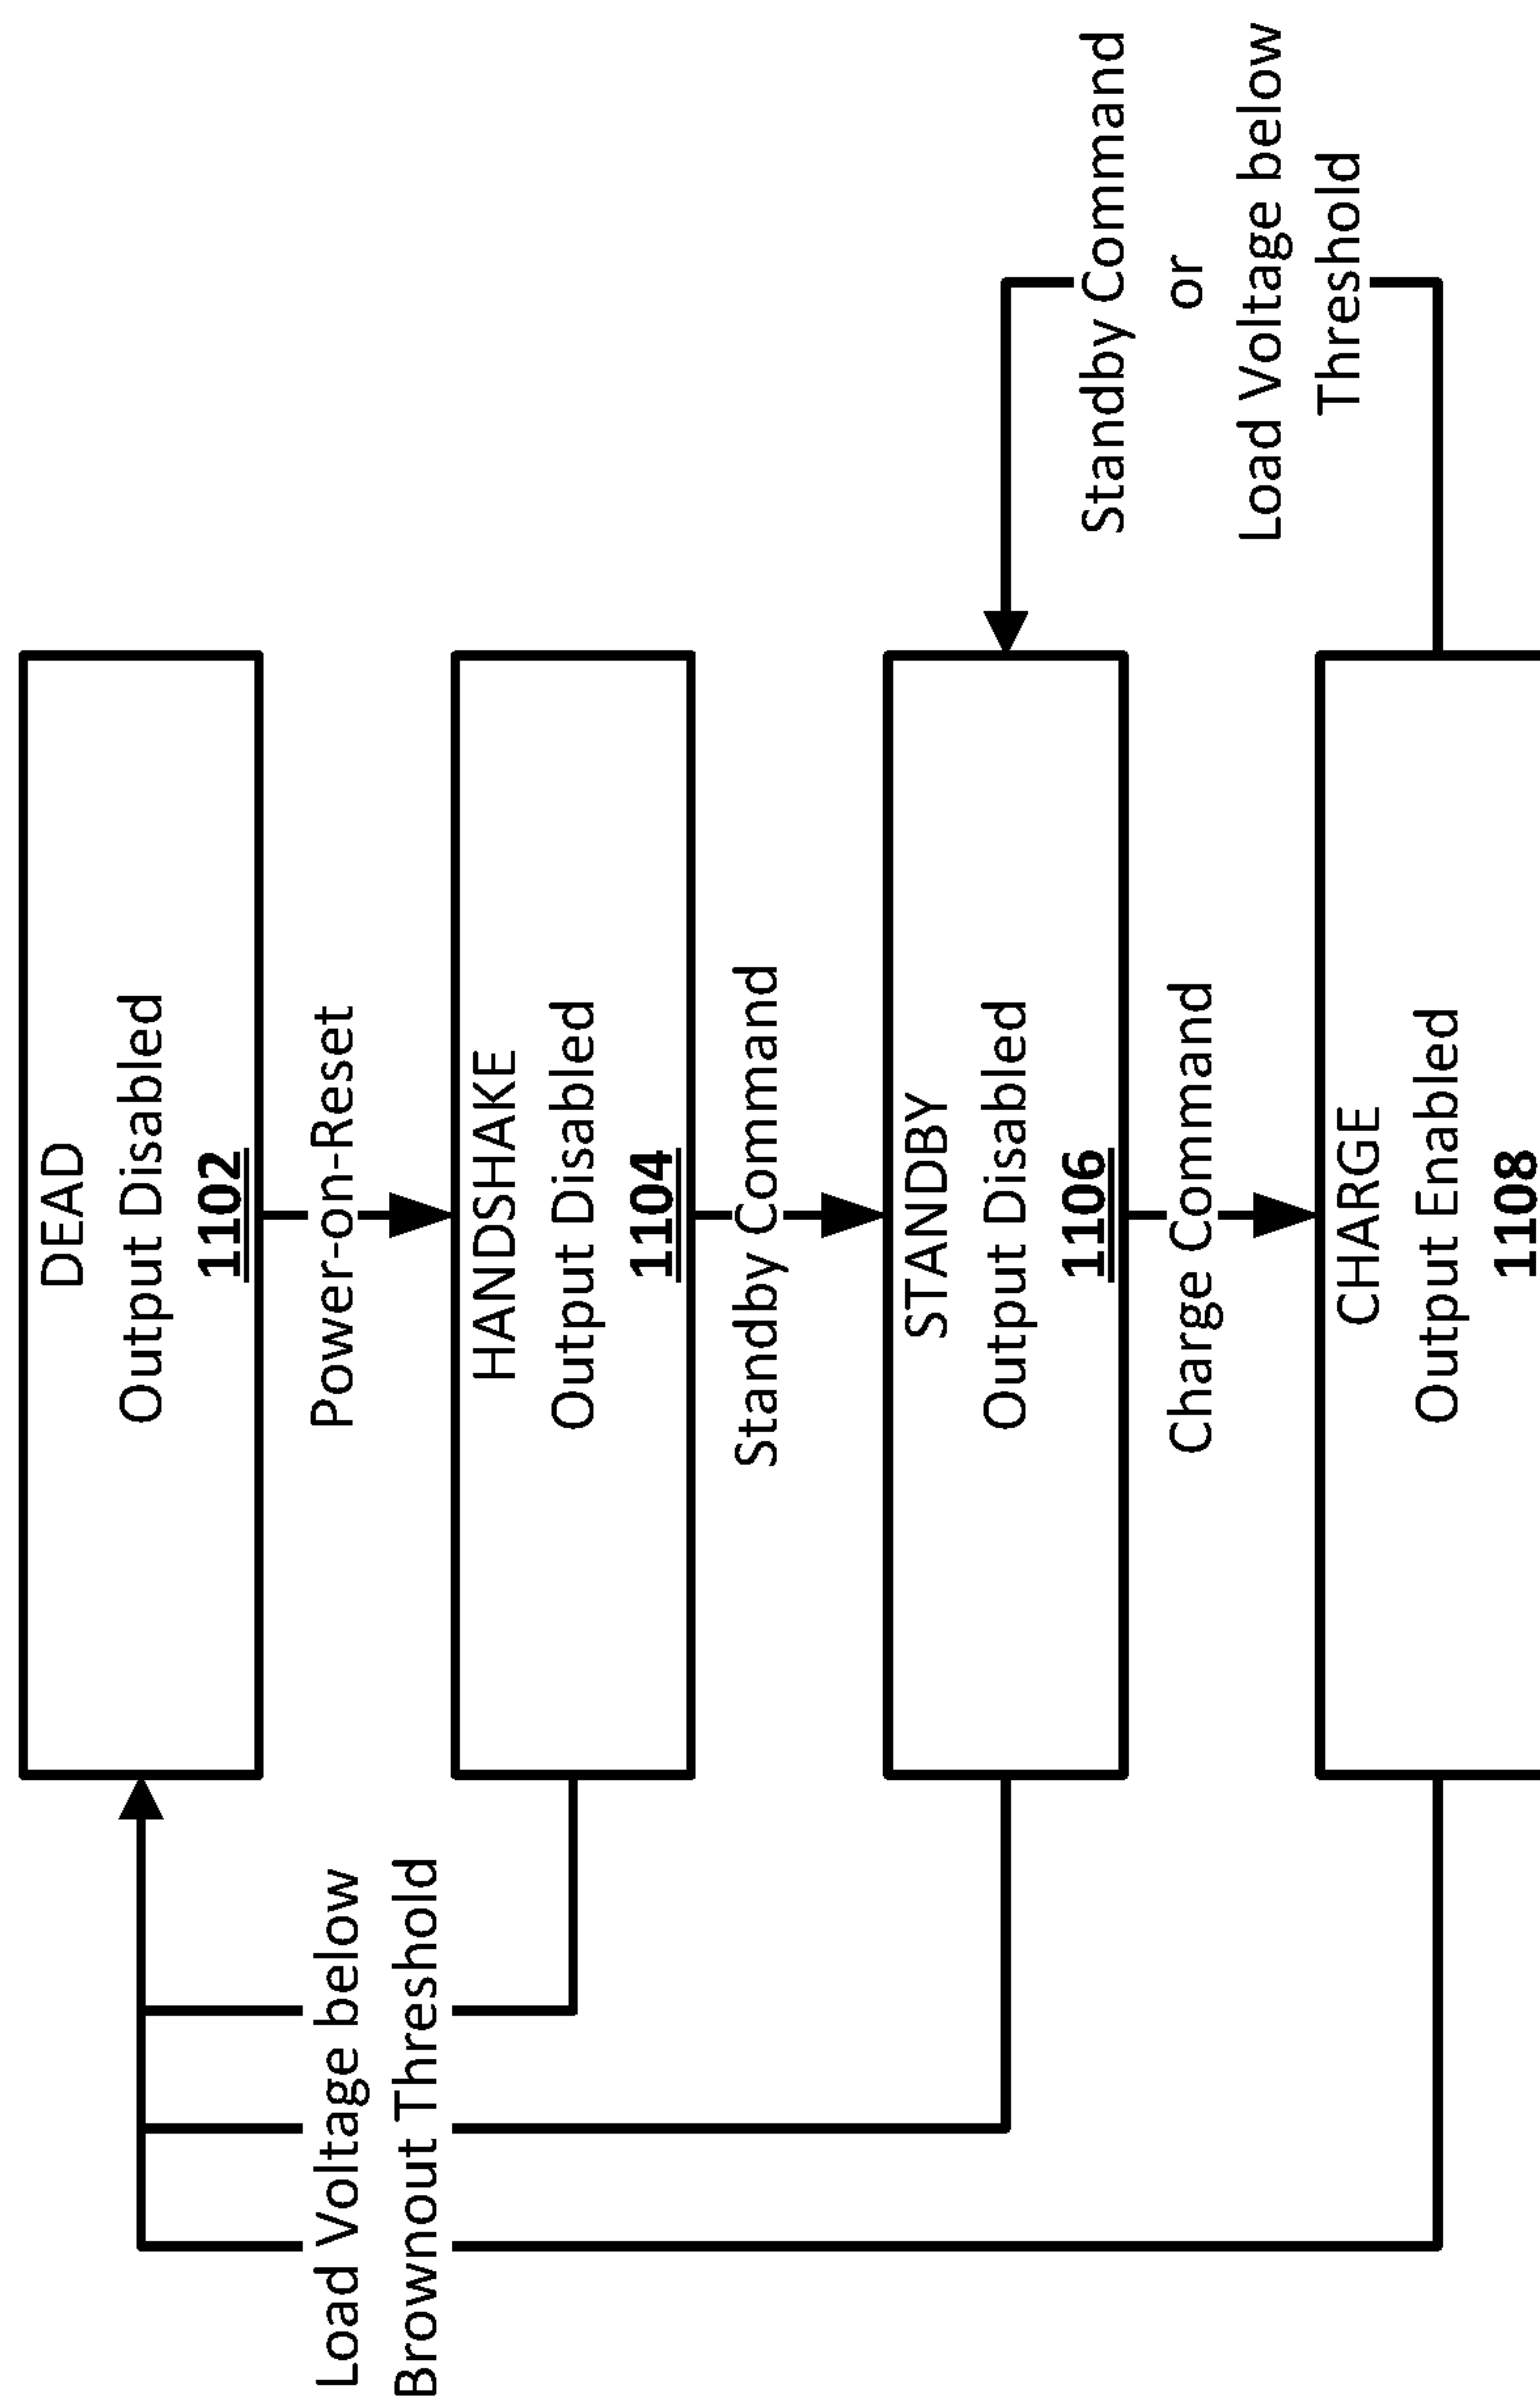 DEAD
Output Disabled
1102
Load Voltage below
Brownout Threshold
Power-on-Reset
HANDSHAKE
Output Disabled
1104
Standby Command
STANDBY
Output Disabled
1106
Standby Command
or
Load Voltage below
Threshold
Charge Command
CHARGE
Output Enabled
1108